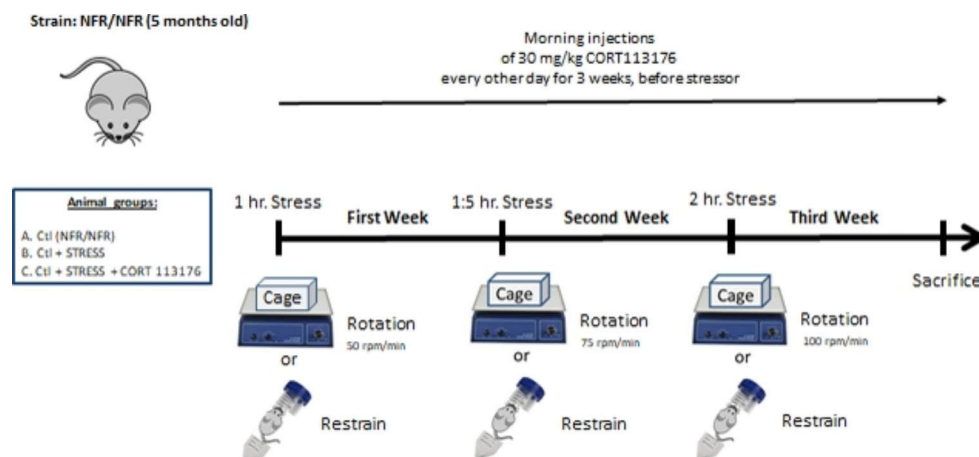 Strain: NFR/NFR (5 months old)
Morning injections
of 30 mg/kg CORT113176
every other day for 3 weeks, before stressor
Animal groups:
A. Ctl (NFR/NFR)
B. Ctl + STRESS
C. Ctl + STRESS + CORT 113176
1 hr. Stress
First Week
1:5 hr. Stress
Second Week
2 hr. Stress
Third Week
Sacrifice
Cage
Rotation
50 rpm/min
or
Restrain
Cage
Rotation
75 rpm/min
or
Restrain
Cage
Rotation
100 rpm/min
or
Restrain